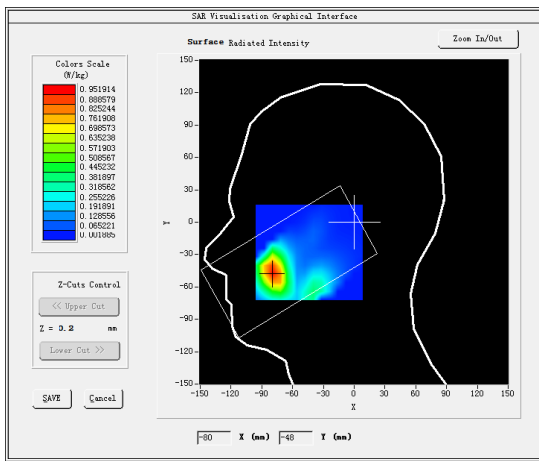 SAR Visualisation Graphical Interface
Surface Radiated Intensity
Zoom In/Out
Colors Scale
(W/kg)
0.951914
0.888579
0.825244
0.761908
0.698573
0.635238
0.571903
0.508567
0.445232
0.381897
0.318562
0.255226
0.191891
0.128556
0.065221
0.001885
Z-Cuts Control
<< Upper Cut
Z = 0.2 mm
Lower Cut >>
SAVE
Cancel
150
120
90
60
30
0
-30
-60
-90
-120
-150
Y
-150 -120 -90 -60 -30 0 30 60 90 120 150
X
-80 X (mm) -48 Y (mm)